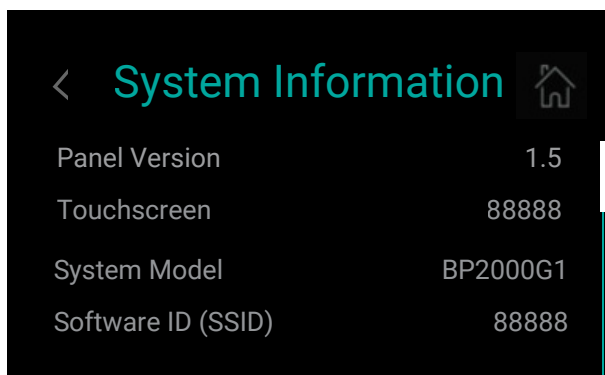 System Information
Panel Version 1.5
Touchscreen 88888
System Model BP2000G1
Software ID (SSID) 88888